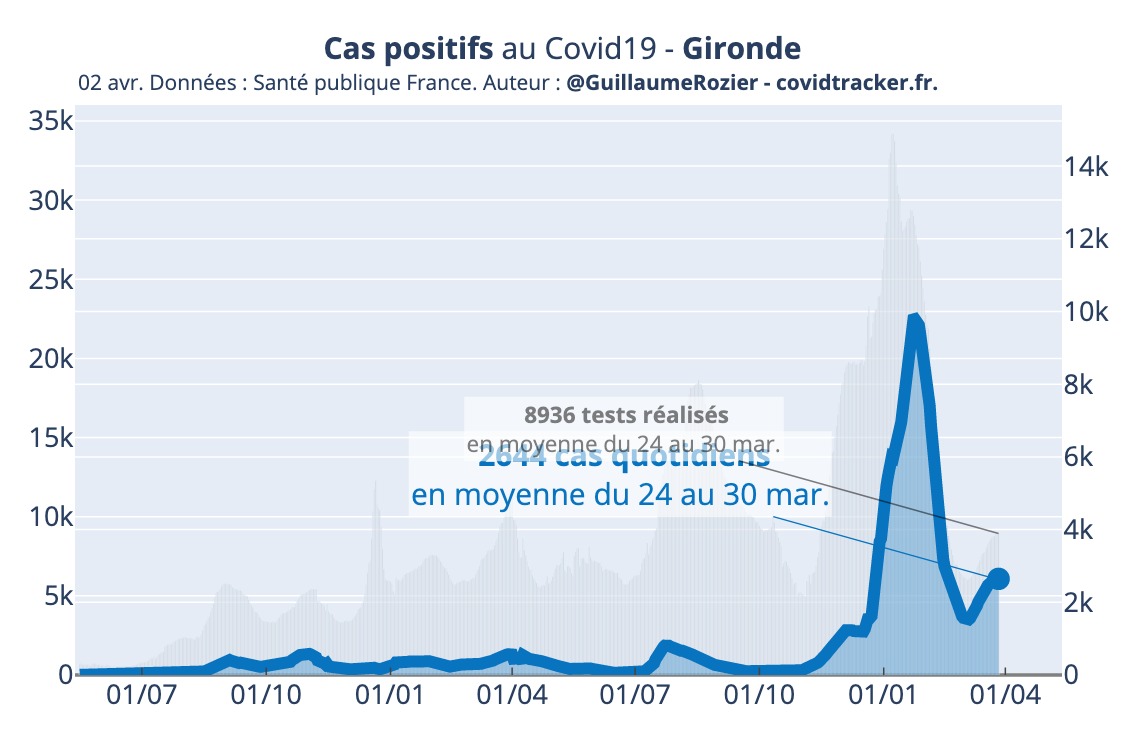 Cas positifs au Covid19 - Gironde
02 avr. Données : Santé publique France. Auteur : @GuillaumeRozier - covidtracker.fr.
35k
30k
25k
20k
15k
10k
5k
0
14k
12k
10k
8k
6k
4k
2k
0
8936 tests réalisés
en moyenne du 24 au 30 mar.
2644 cas quotidiens
en moyenne du 24 au 30 mar.
01/07 01/10 01/01 01/04 01/07 01/10 01/01 01/04